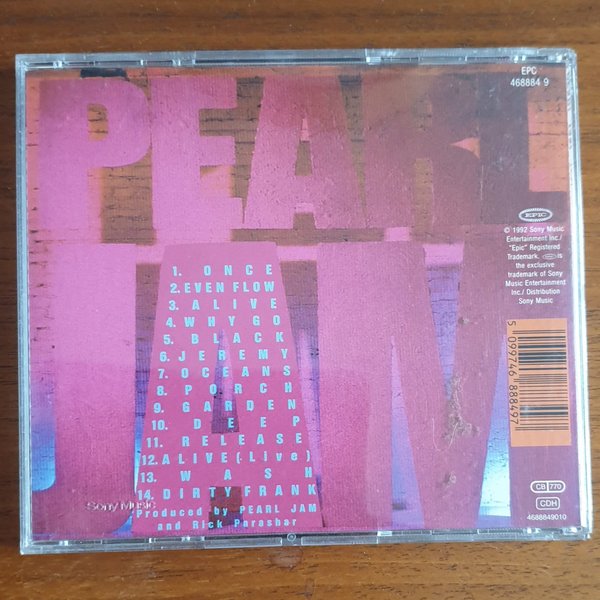 PEARL
JAM
EPC
468884 9
EPIC
© 1992 Sony Music
Entertainment Inc./
"Epic" Registered
Trademark. is
the exclusive
trademark of Sony
Music Entertainment
Inc./ Distribution
Sony Music
5 099746 888497
CB 770
CDH
4688849010
1. ONCE
2. EVEN FLOW
3. ALIVE
4. WHY GO
5. BLACK
6. JEREMY
7. OCEANS
8. PORCH
9. GARDEN
10. DEEP
11. RELEASE
12. ALIVE (Live)
13. WASH
14. DIRTY FRANK
Produced by PEARL JAM
and Rick Parashar
Sony Music